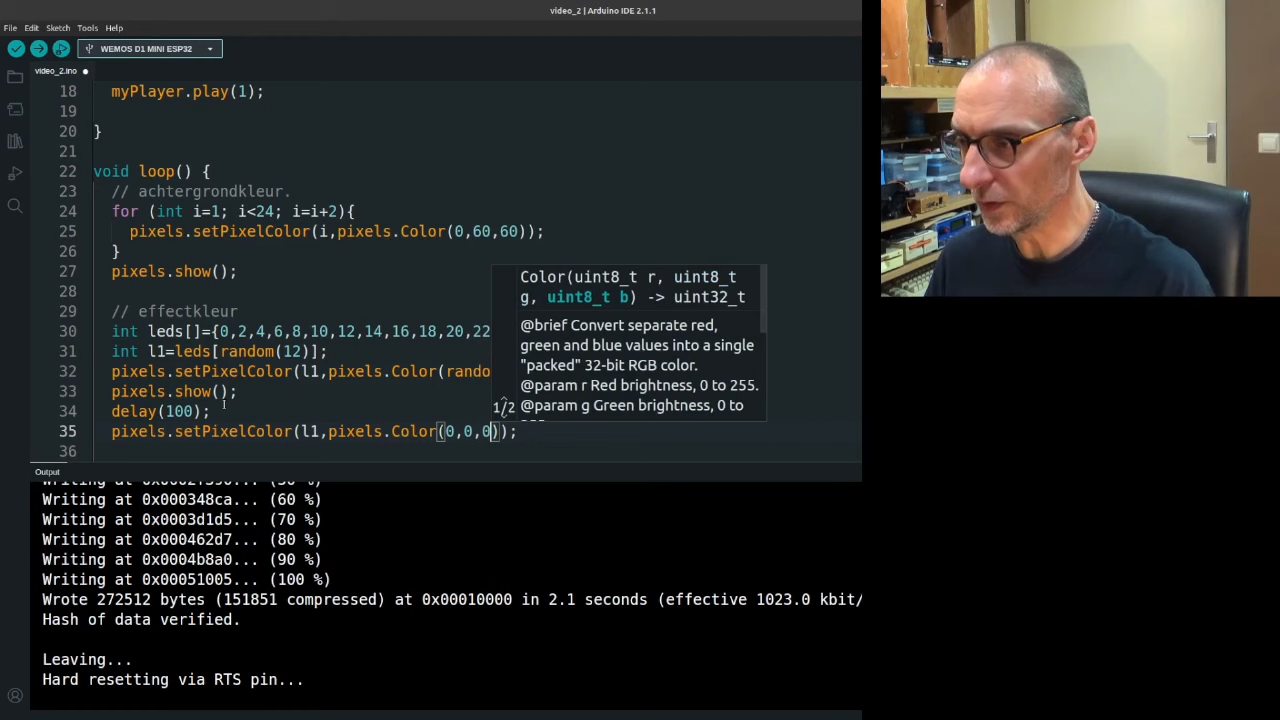 video_2 | Arduino IDE 2.1.1
File Edit Sketch Tools Help
WEMOS D1 MINI ESP32
video_2.ino
18 myPlayer.play(1);
19
20 }
21
22 void loop() {
23 // achtergrondkleur.
24 for (int i=1; i<24; i=i+2){
25 pixels.setPixelColor(i,pixels.Color(0,60,60));
26 }
27 pixels.show();
28
29 // effectkleur
30 int leds[]={0,2,4,6,8,10,12,14,16,18,20,22
31 int l1=leds[random(12)];
32 pixels.setPixelColor(l1,pixels.Color(rando
33 pixels.show();
34 delay(100);
35 pixels.setPixelColor(l1,pixels.Color(0,0,0));
36
Color(uint8_t r, uint8_t
g, uint8_t b) -> uint32_t
@brief Convert separate red,
green and blue values into a single
"packed" 32-bit RGB color.
@param r Red brightness, 0 to 255.
1/2 @param g Green brightness, 0 to
Output
Writing at 0x000348ca... (60 %)
Writing at 0x0003d1d5... (70 %)
Writing at 0x000462d7... (80 %)
Writing at 0x0004b8a0... (90 %)
Writing at 0x00051005... (100 %)
Wrote 272512 bytes (151851 compressed) at 0x00010000 in 2.1 seconds (effective 1023.0 kbit/
Hash of data verified.
Leaving...
Hard resetting via RTS pin...